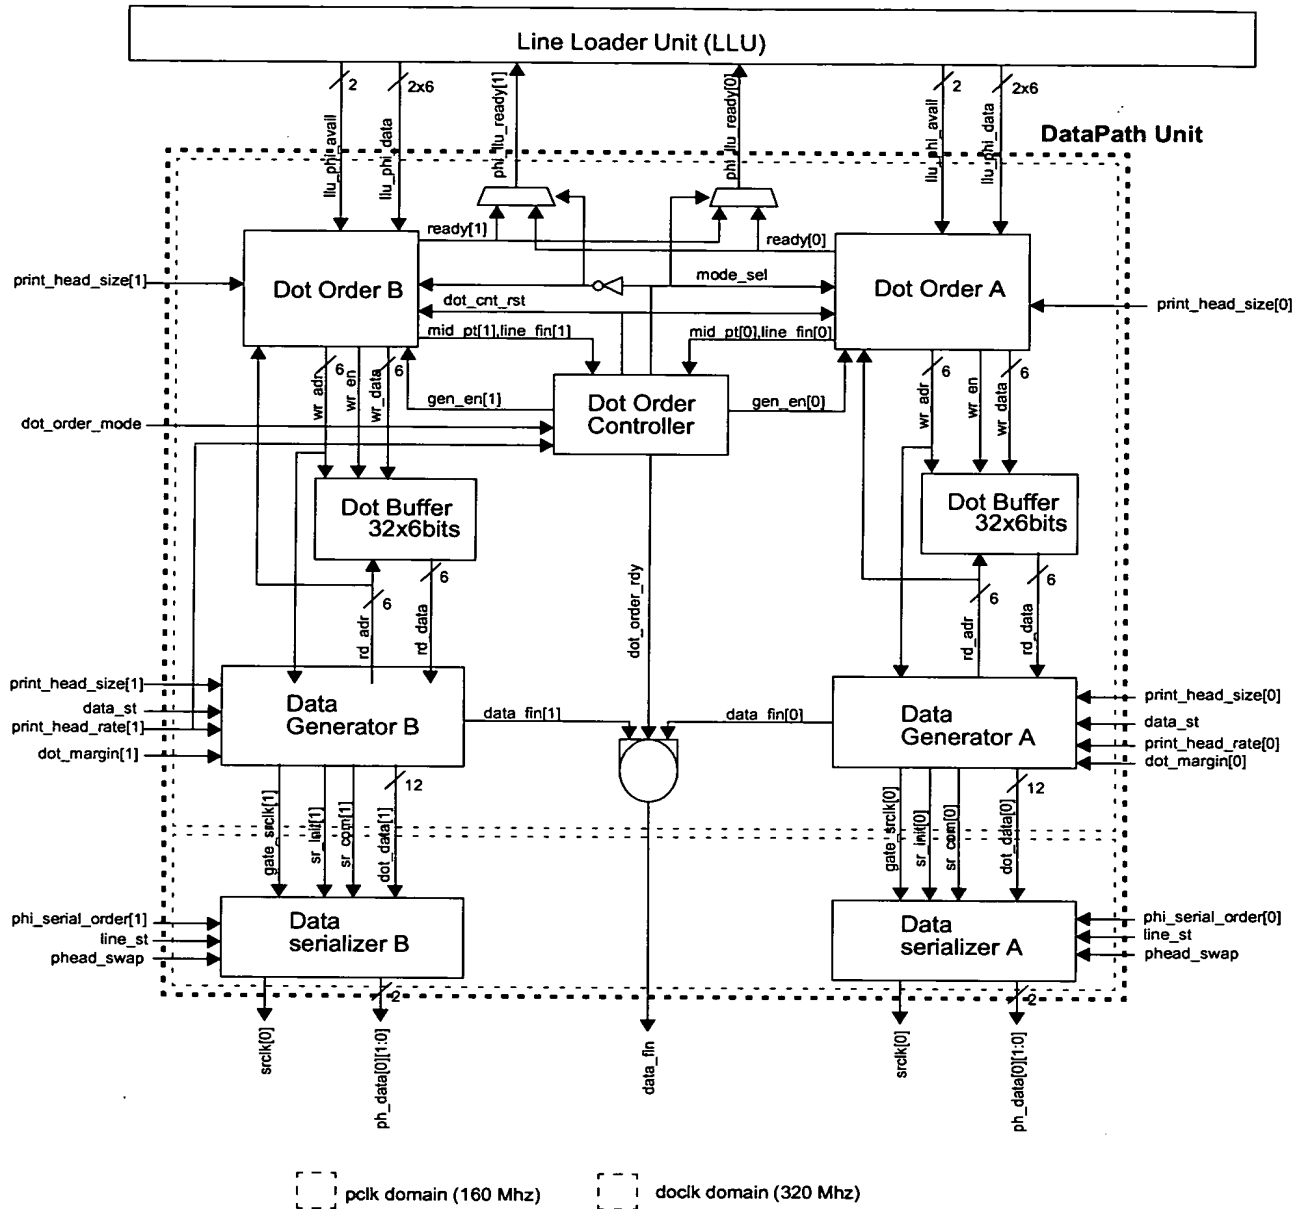 Line Loader Unit (LLU)
2
2x6
2
2x6
llu_phi_avail
llu_phi_data
phi_llu_ready[1]
phi_llu_ready[0]
llu_phi_avail
llu_phi_data
DataPath Unit
ready[1]
ready[0]
print_head_size[1]
Dot Order B
mode_sel
Dot Order A
print_head_size[0]
dot_cnt_rst
mid_pt[1],line_fin[1]
mid_pt[0],line_fin[0]
6
6
6
6
wr_adr
wr_en
wr_data
gen_en[1]
Dot Order
Controller
gen_en[0]
wr_adr
wr_en
wr_data
dot_order_mode
Dot Buffer
32x6bits
Dot Buffer
32x6bits
6
6
6
6
rd_adr
rd_data
dot_order_rdy
rd_adr
rd_data
print_head_size[1]
data_st
print_head_rate[1]
dot_margin[1]
Data
Generator B
data_fin[1]
data_fin[0]
Data
Generator A
print_head_size[0]
data_st
print_head_rate[0]
dot_margin[0]
12
12
gate_srclk[1]
sr_init[1]
sr_com[1]
dot_data[1]
gate_srclk[0]
sr_init[0]
sr_com[0]
dot_data[0]
phi_serial_order[1]
line_st
phead_swap
Data
serializer B
Data
serializer A
phi_serial_order[0]
line_st
phead_swap
2
2
srclk[0]
ph_data[0][1:0]
data_fin
srclk[0]
ph_data[0][1:0]
pclk domain (160 Mhz)
doclk domain (320 Mhz)